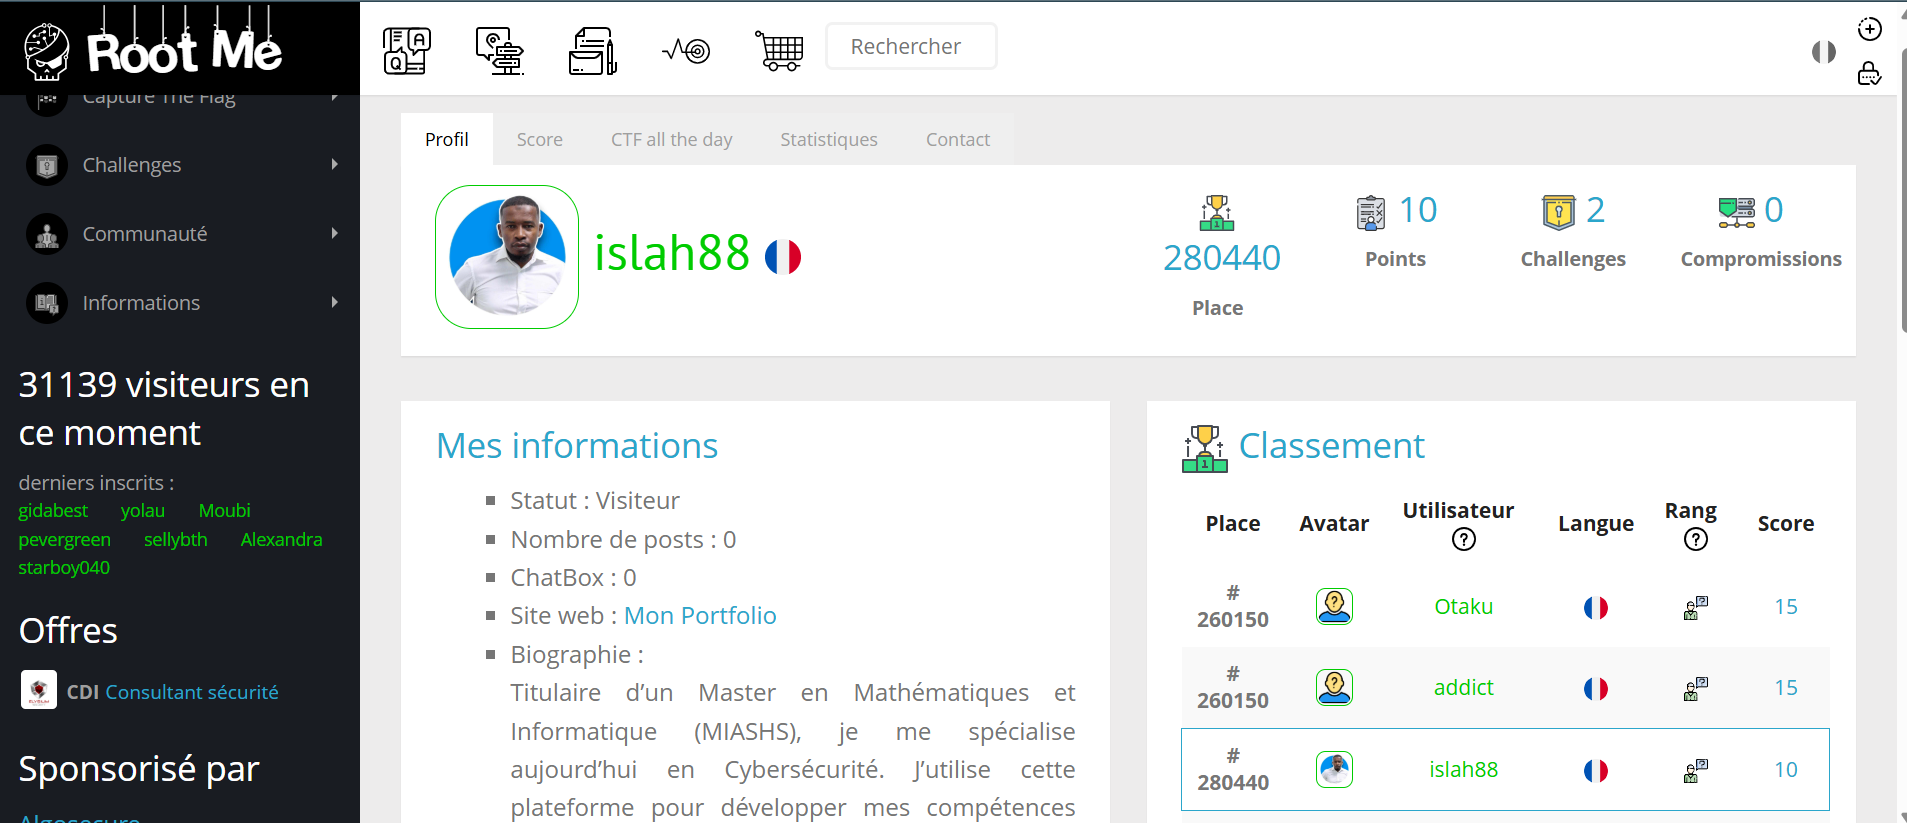 Root Me
Rechercher
Capture The Flag
Challenges
Communauté
Informations
31139 visiteurs en
ce moment
derniers inscrits :
gidabest yolau Moubi
pevergreen sellybth Alexandra
starboy040
Offres
CDI Consultant sécurité
Sponsorisé par
Algosecure
Profil Score CTF all the day Statistiques Contact
islah88
280440
Place
10
Points
2
Challenges
0
Compromissions
Mes informations
Statut : Visiteur
Nombre de posts : 0
ChatBox : 0
Site web : Mon Portfolio
Biographie :
Titulaire d’un Master en Mathématiques et
Informatique (MIASHS), je me spécialise
aujourd’hui en Cybersécurité. J’utilise cette
plateforme pour développer mes compétences
Classement
Place Avatar Utilisateur Langue Rang Score
# 260150 Otaku 15
# 260150 addict 15
# 280440 islah88 10